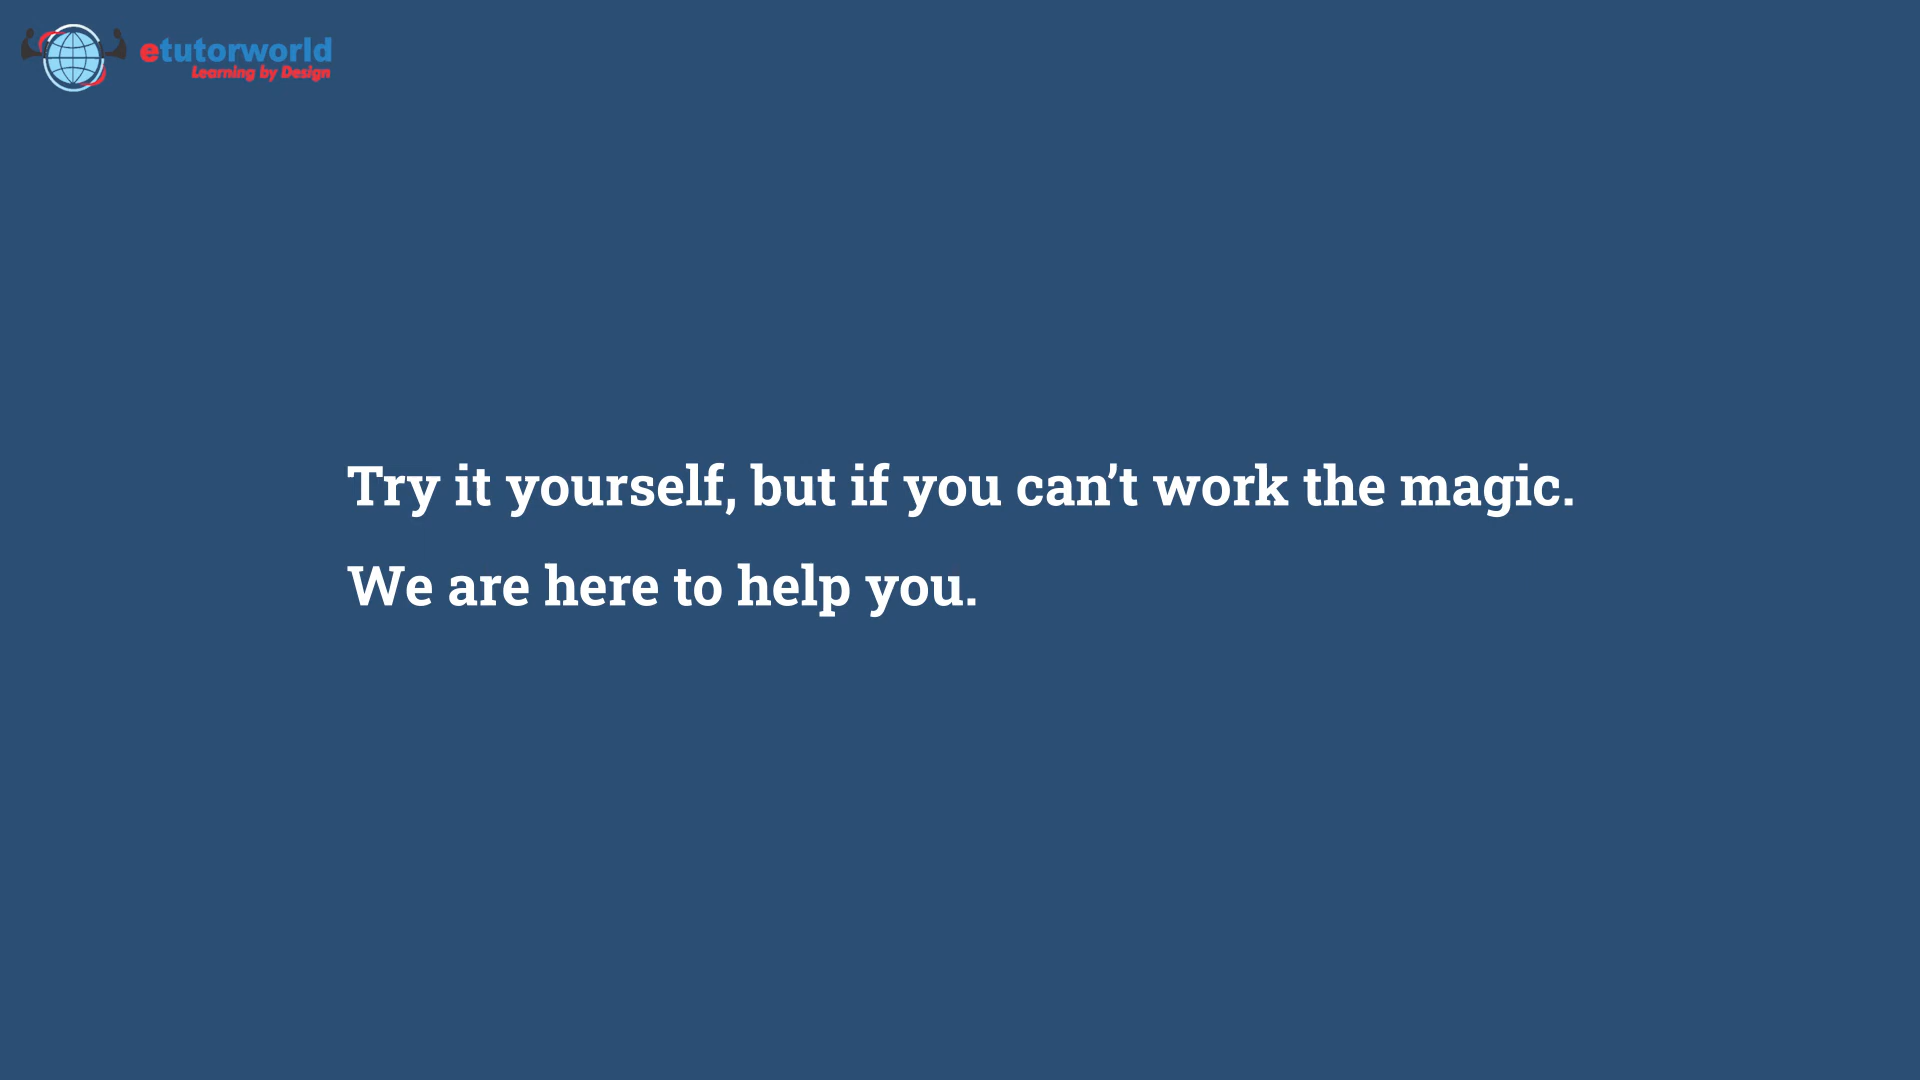 etutorworld
Learning by Design
Try it yourself, but if you can’t work the magic.
We are here to help you.